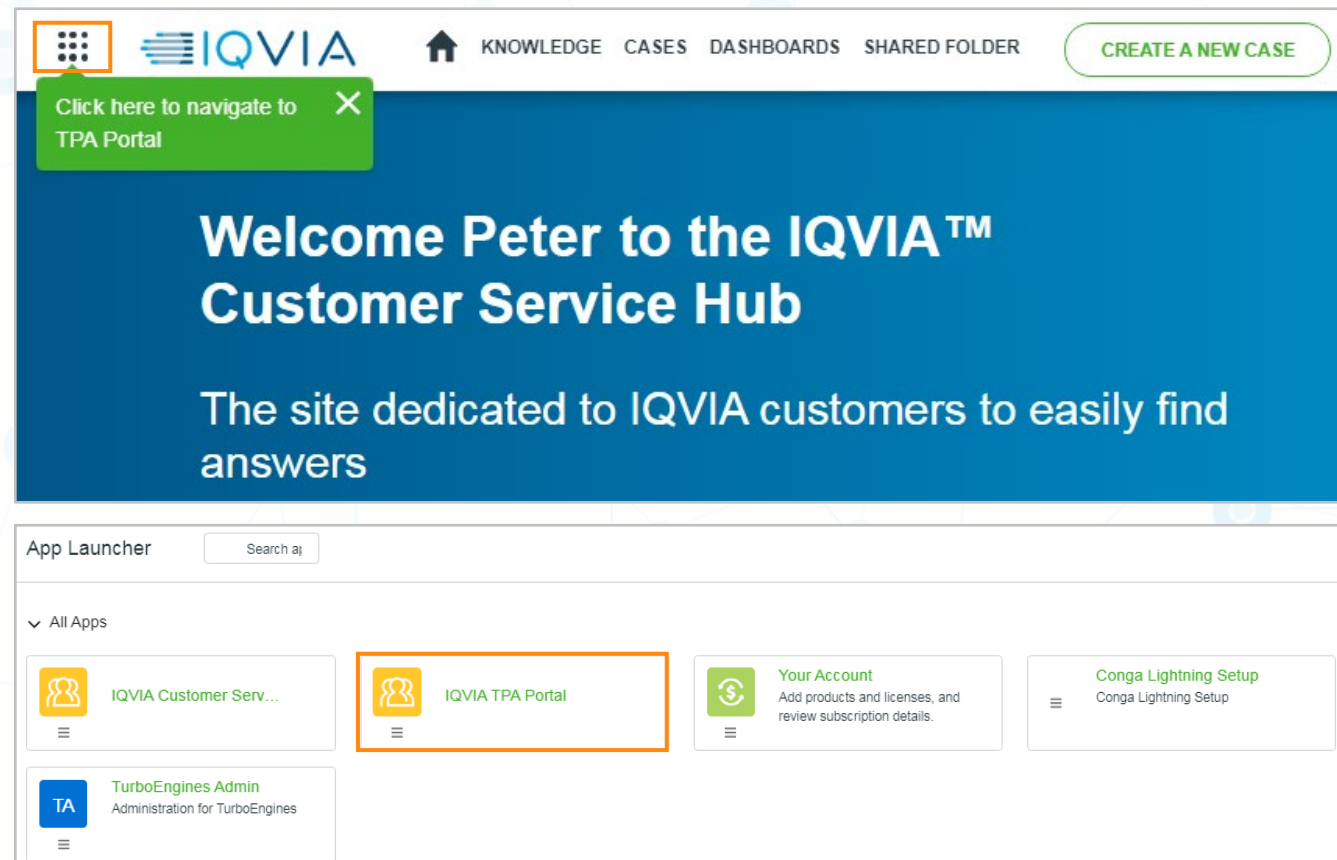 IQVIA
KNOWLEDGE CASES DASHBOARDS SHARED FOLDER
CREATE A NEW CASE
Click here to navigate to
TPA Portal
Welcome Peter to the IQVIA™
Customer Service Hub
The site dedicated to IQVIA customers to easily find
answers
App Launcher
Search ap
All Apps
IQVIA Customer Serv...
IQVIA TPA Portal
Your Account
Add products and licenses, and
review subscription details.
Conga Lightning Setup
Conga Lightning Setup
TA
TurboEngines Admin
Administration for TurboEngines